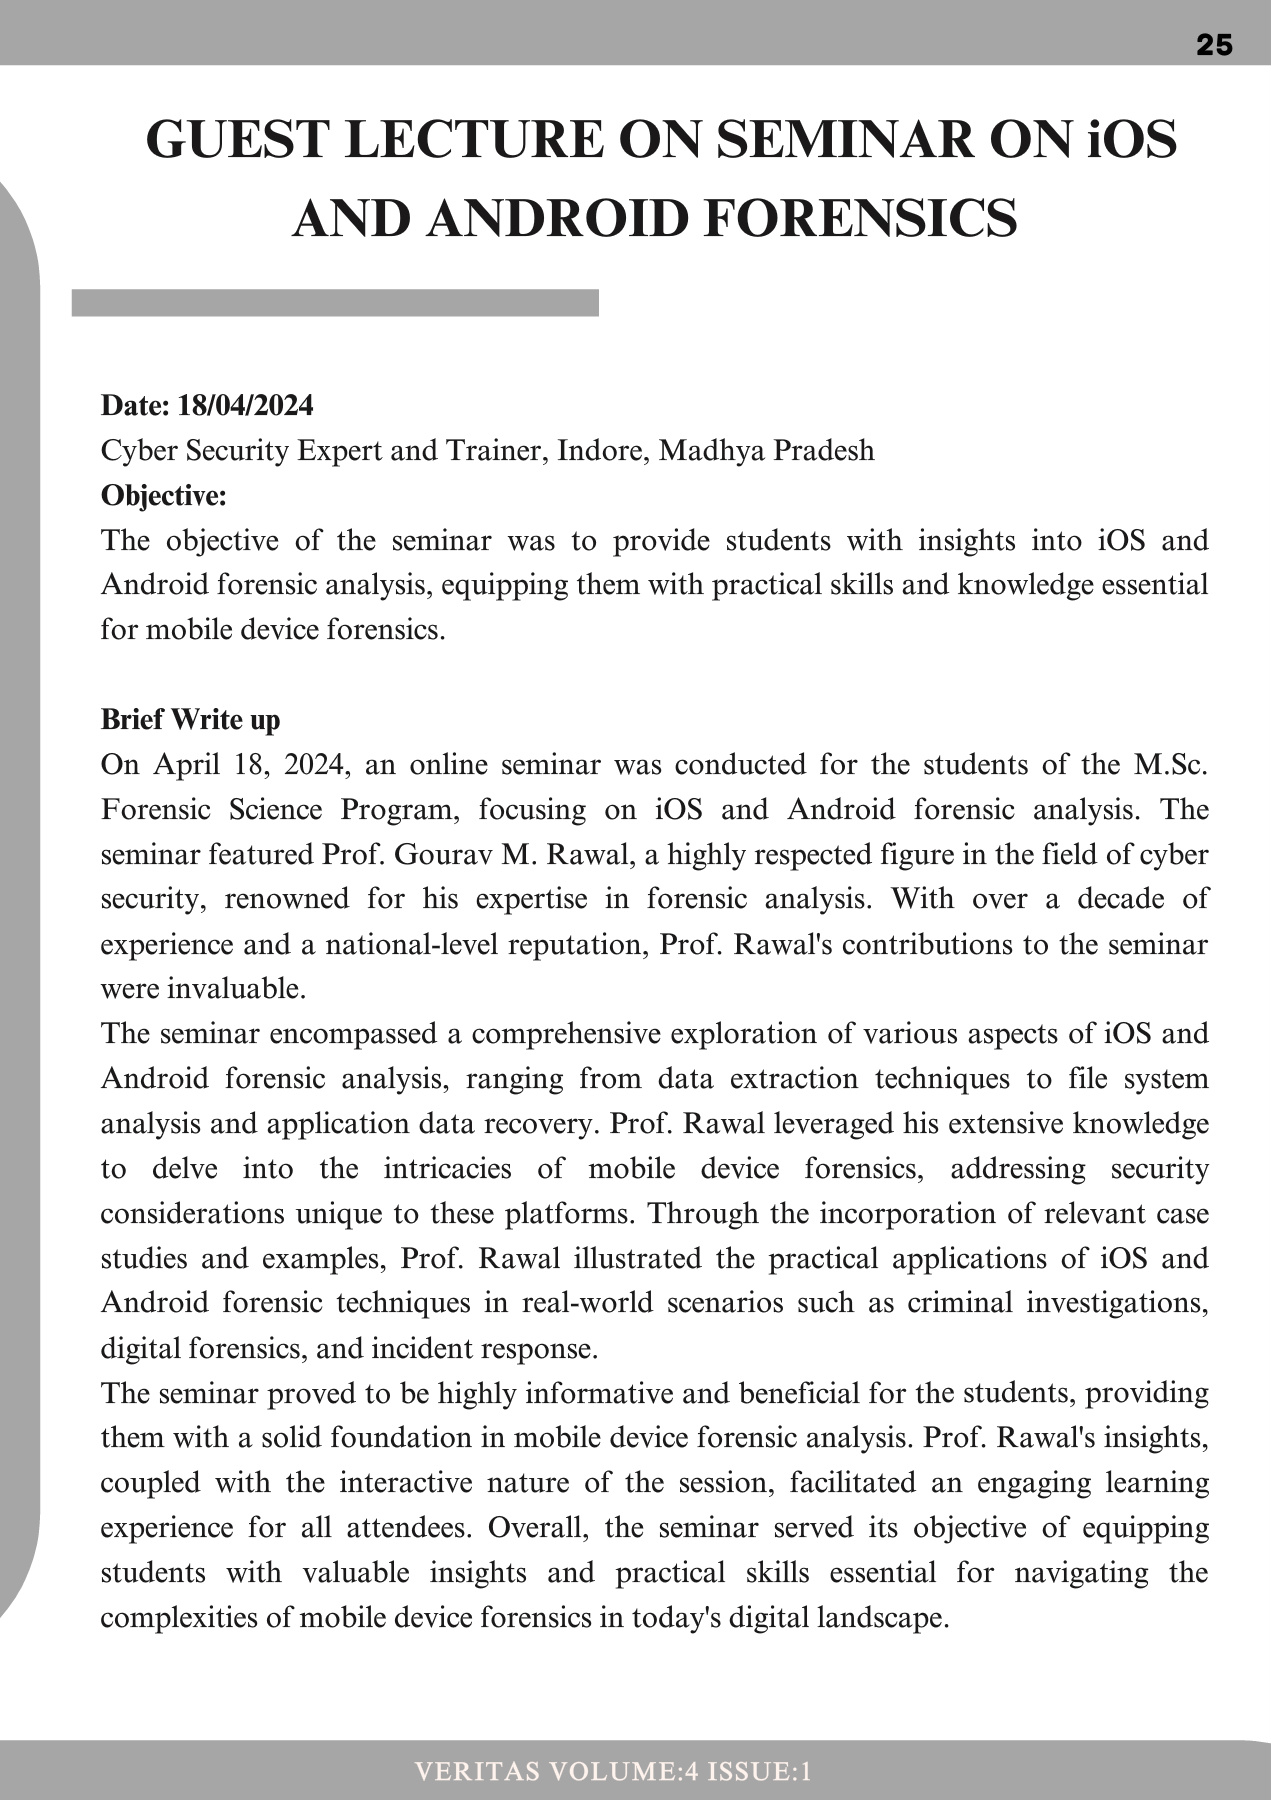 25
GUEST LECTURE ON SEMINAR ON iOS
AND ANDROID FORENSICS
Date: 18/04/2024
Cyber Security Expert and Trainer, Indore, Madhya Pradesh
Objective:
The objective of the seminar was to provide students with insights into iOS and
Android forensic analysis, equipping them with practical skills and knowledge essential
for mobile device forensics.
Brief Write up
On April 18, 2024, an online seminar was conducted for the students of the M.Sc.
Forensic Science Program, focusing on iOS and Android forensic analysis. The
seminar featured Prof. Gourav M. Rawal, a highly respected figure in the field of cyber
security, renowned for his expertise in forensic analysis. With over a decade of
experience and a national-level reputation, Prof. Rawal's contributions to the seminar
were invaluable.
The seminar encompassed a comprehensive exploration of various aspects of iOS and
Android forensic analysis, ranging from data extraction techniques to file system
analysis and application data recovery. Prof. Rawal leveraged his extensive knowledge
to delve into the intricacies of mobile device forensics, addressing security
considerations unique to these platforms. Through the incorporation of relevant case
studies and examples, Prof. Rawal illustrated the practical applications of iOS and
Android forensic techniques in real-world scenarios such as criminal investigations,
digital forensics, and incident response.
The seminar proved to be highly informative and beneficial for the students, providing
them with a solid foundation in mobile device forensic analysis. Prof. Rawal's insights,
coupled with the interactive nature of the session, facilitated an engaging learning
experience for all attendees. Overall, the seminar served its objective of equipping
students with valuable insights and practical skills essential for navigating the
complexities of mobile device forensics in today's digital landscape.
VERITAS VOLUME:4 ISSUE:1